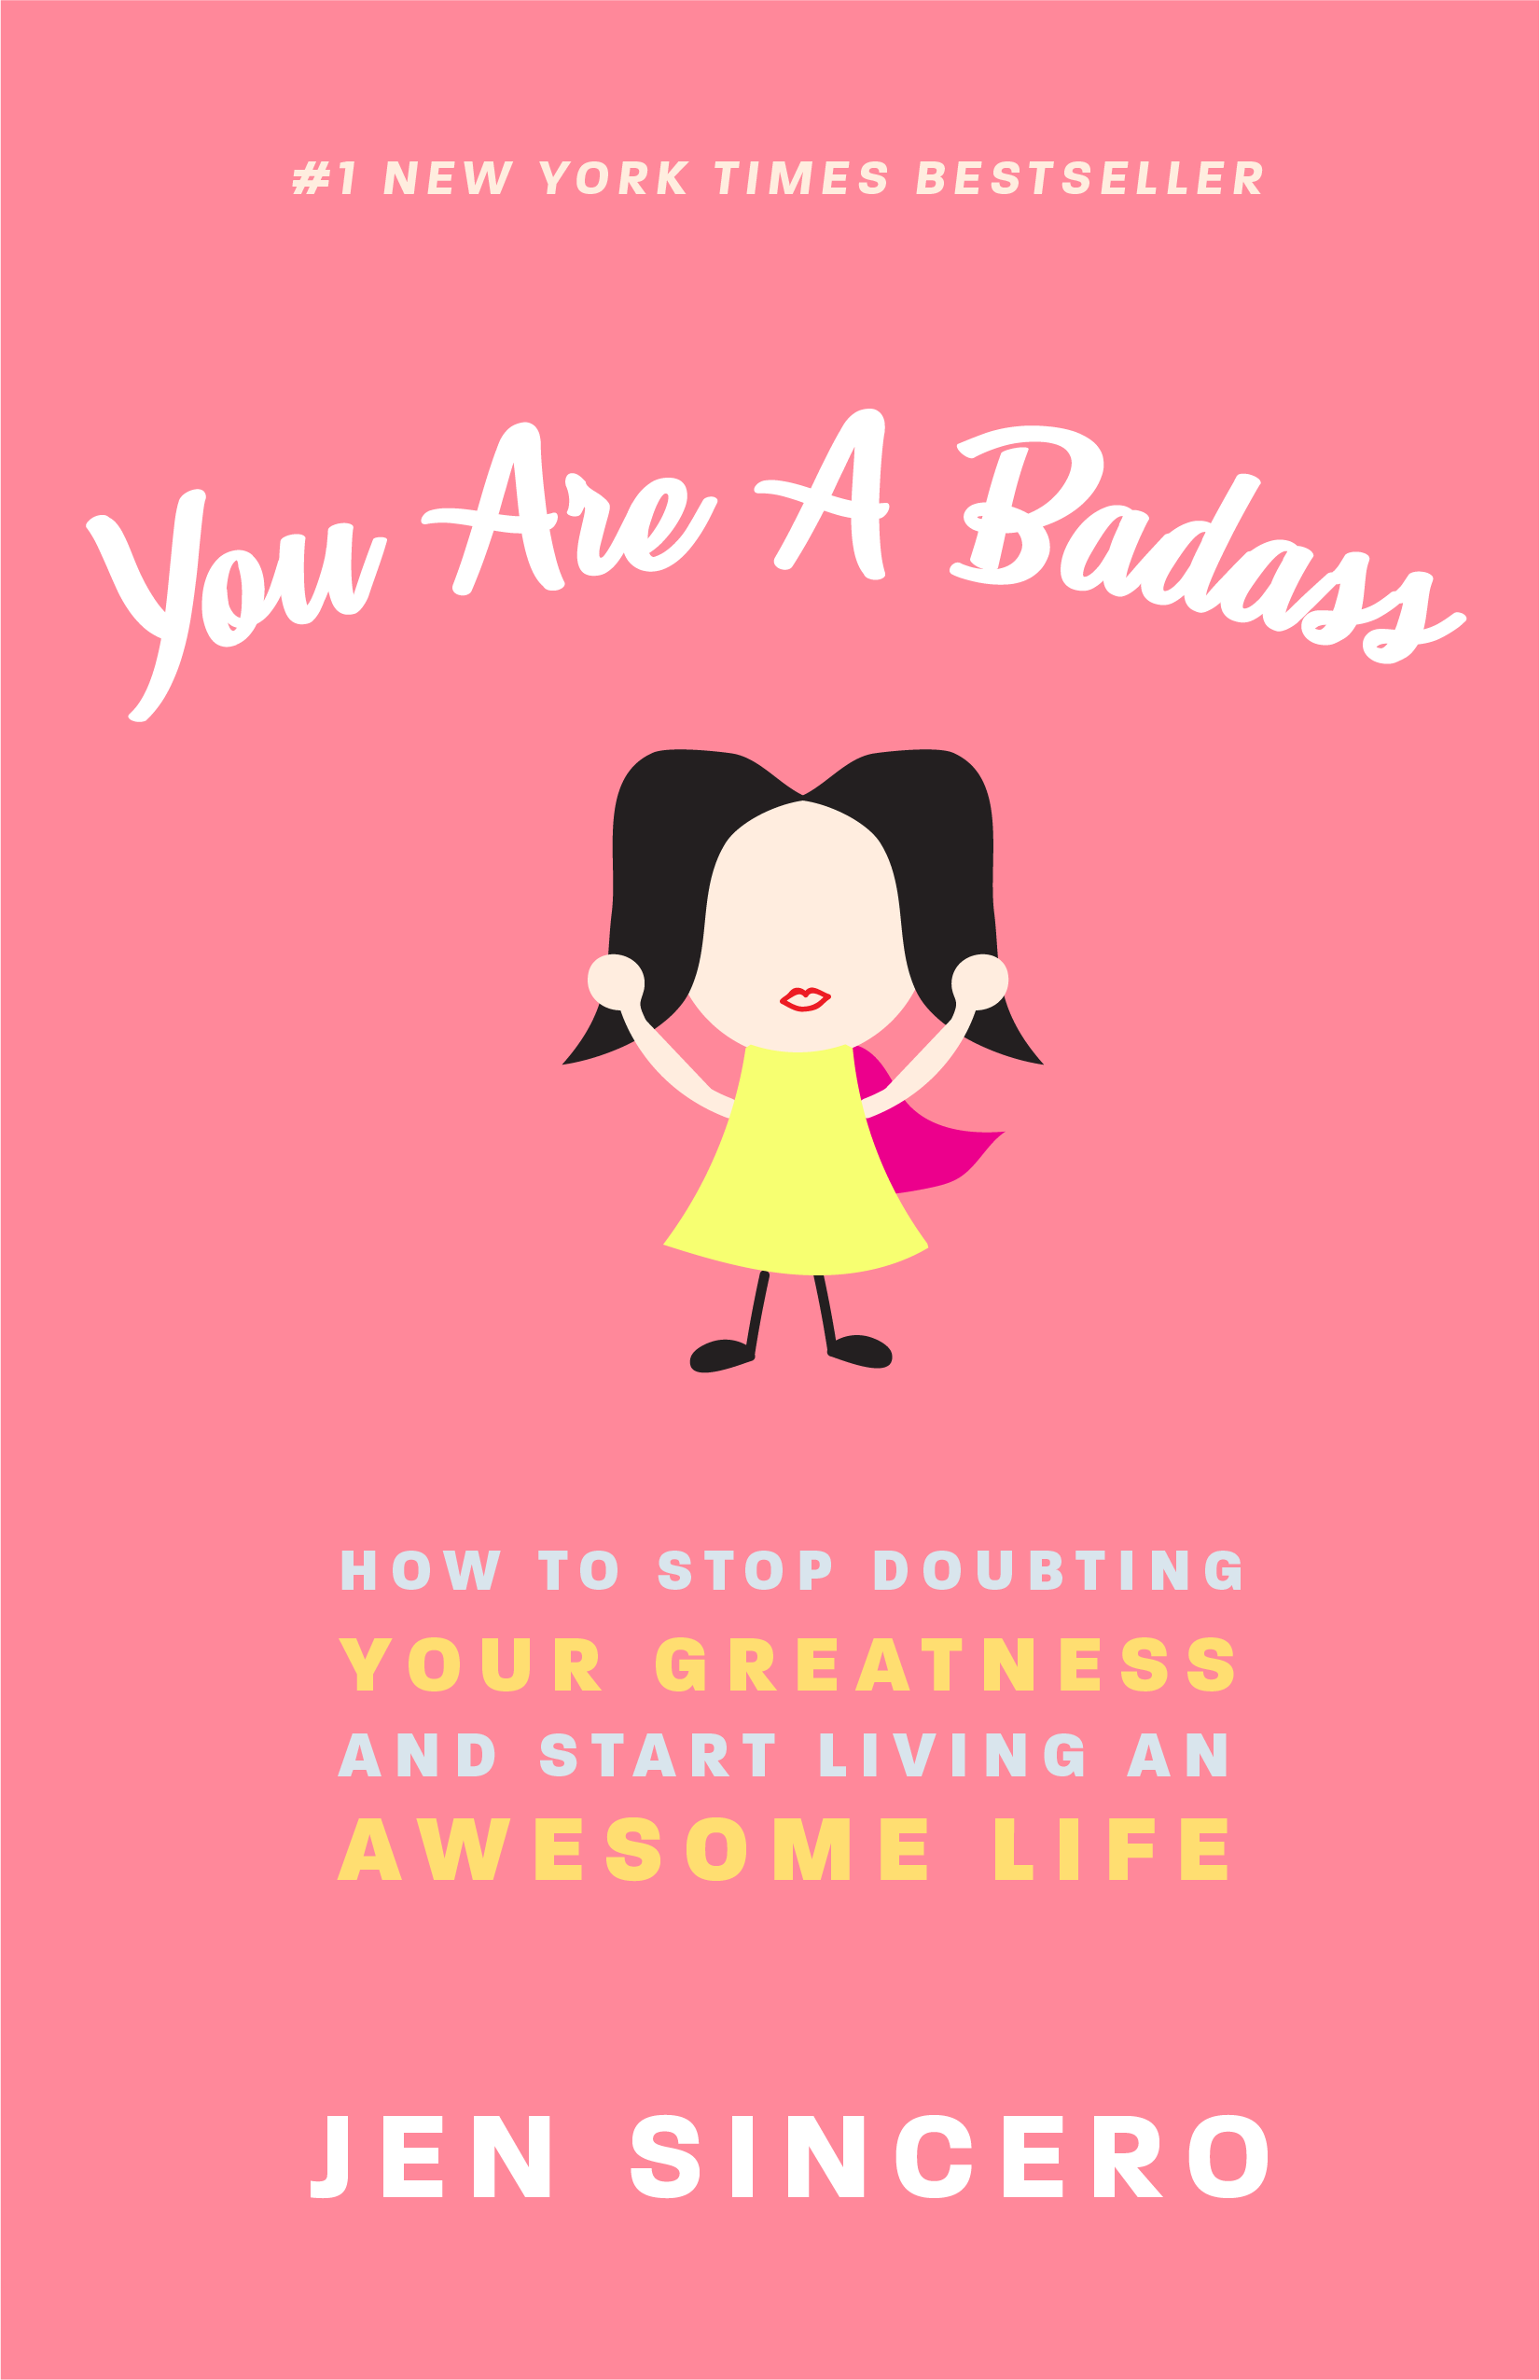 #1 NEW YORK TIMES BESTSELLER
You Are A Badass
HOW TO STOP DOUBTING
YOUR GREATNESS
AND START LIVING AN
AWESOME LIFE
JEN SINCERO